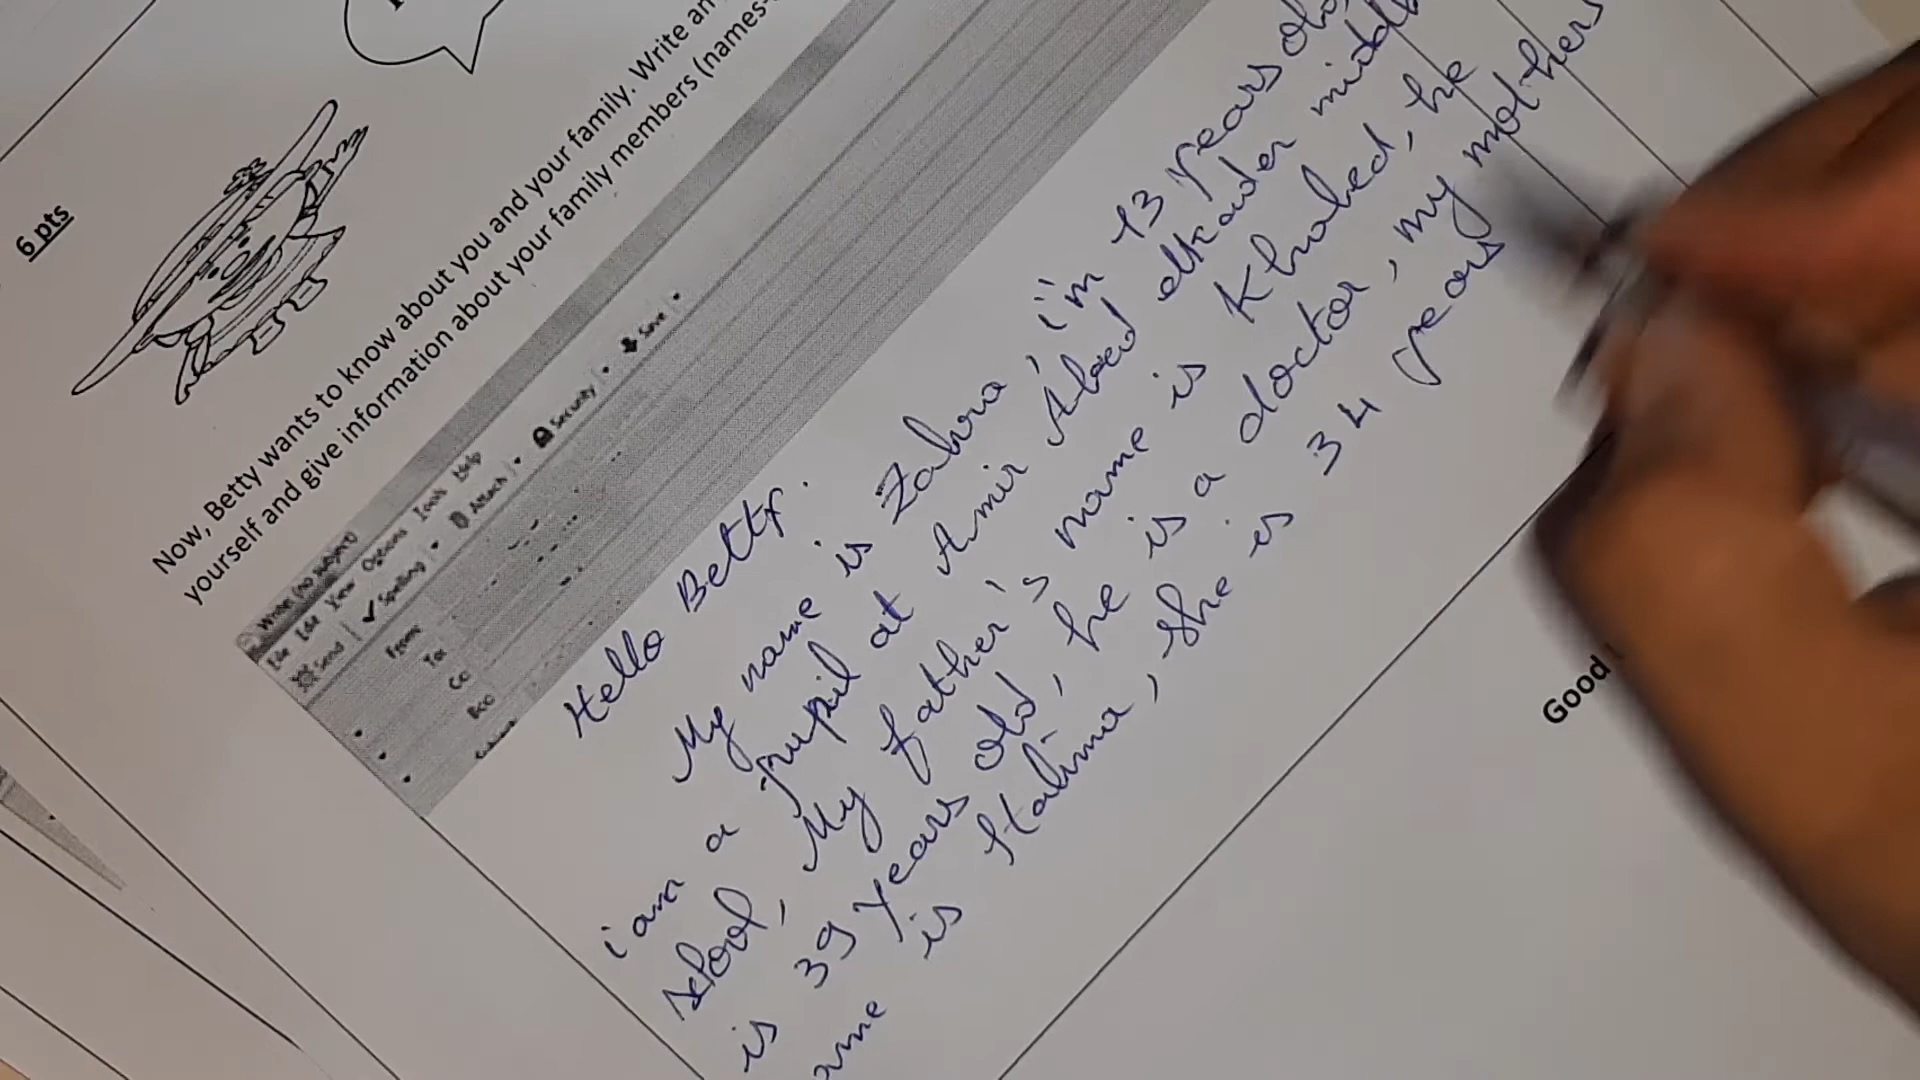 6 pts
Now, Betty wants to know about you and your family. Write an
yourself and give information about your family members (names-
Write: (no subject)
Edit View Options Tools Help
Send Spelling Attach Security Save
From:
To:
Cc
Bcc
Hello Betty.
My name is Zahra, i'm 13 years old,
i am a pupil at Amir Abed elkader middle
school, My father's name is Khaled, he
is 39 years old, he is a doctor, my mothers
ame is Halima, she is 34 years
Good